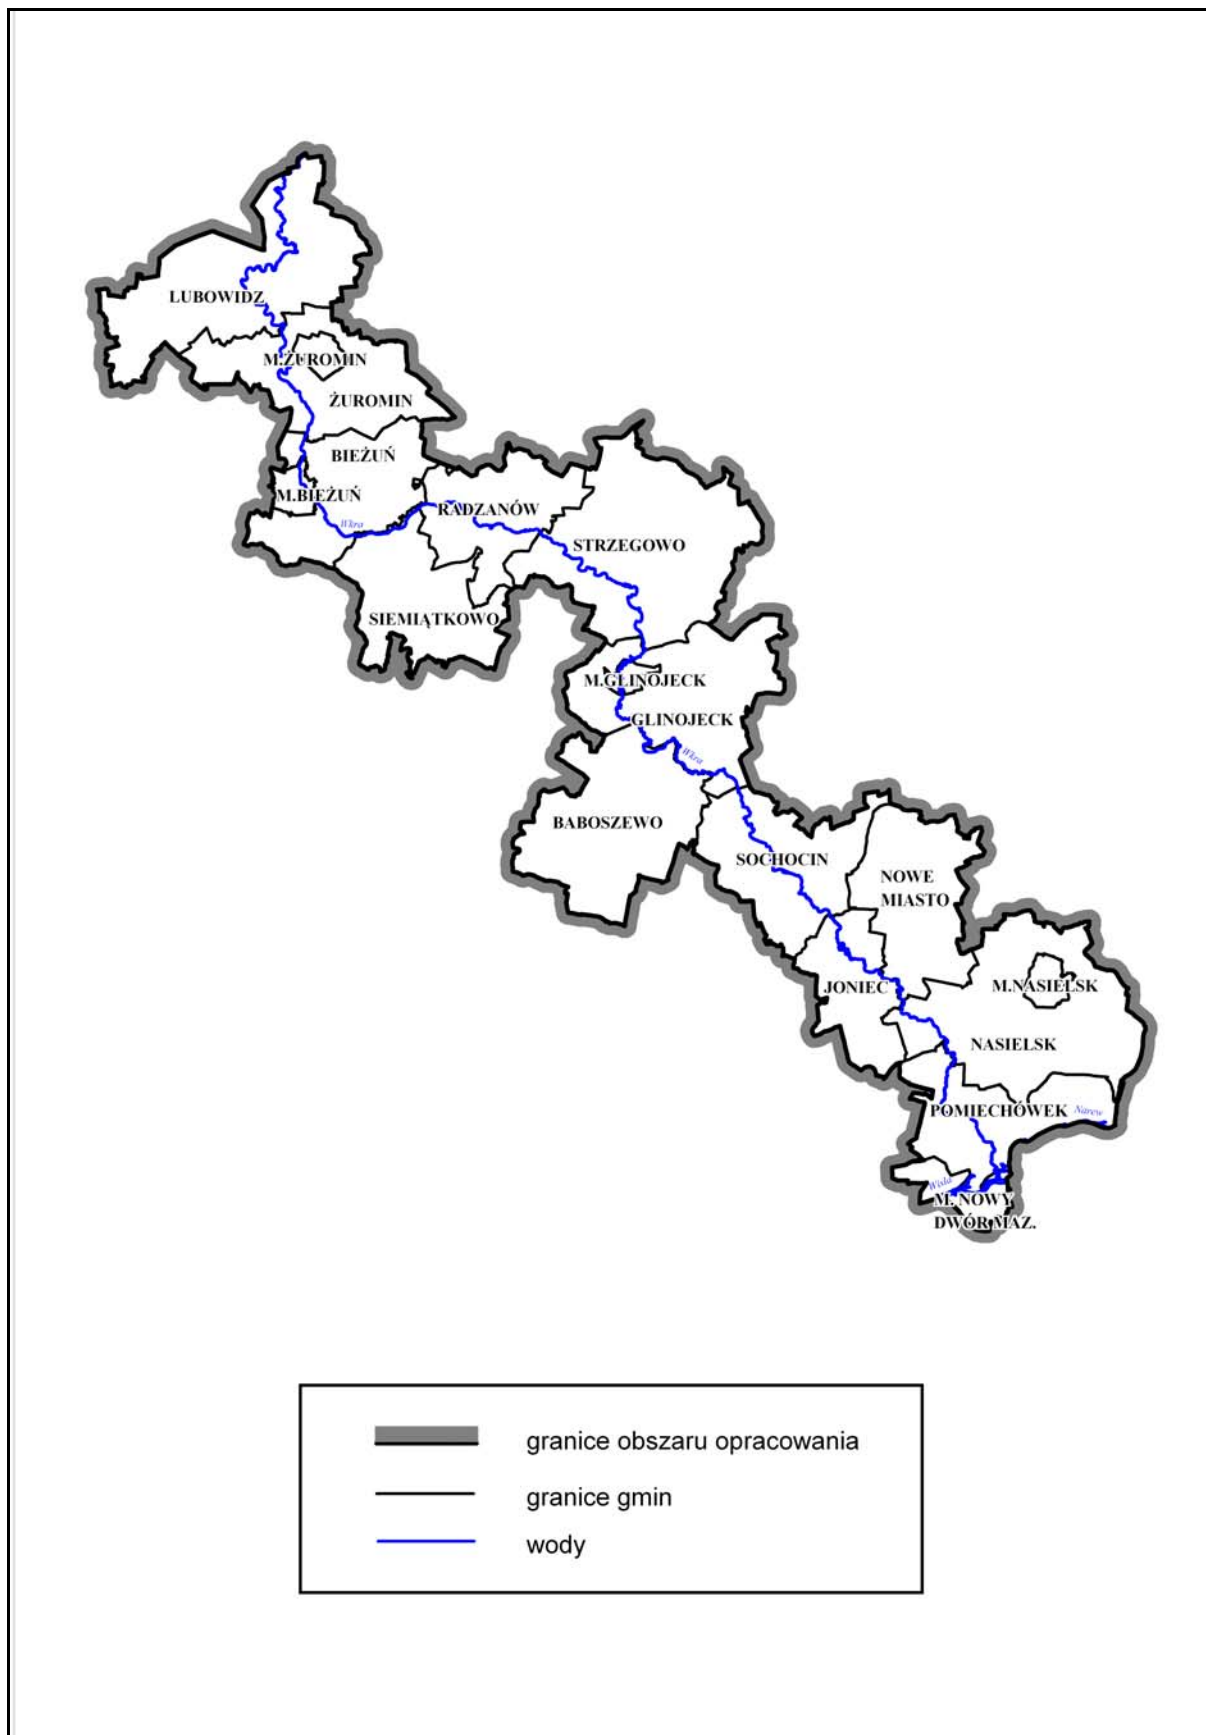 LUBOWIDZ
M.ŻUROMIN
ŻUROMIN
BIEŻUŃ
M.BIEŻUŃ
RADZANÓW
Wkra
STRZEGOWO
SIEMIĄTKOWO
M.GLINOJECK
GLINOJECK
Wkra
BABOSZEWO
SOCHOCIN
NOWE
MIASTO
JONIEC
M.NASIELSK
NASIELSK
POMIECHÓWEK
Narew
Wisła
M. NOWY
DWÓR MAZ.
granice obszaru opracowania
granice gmin
wody